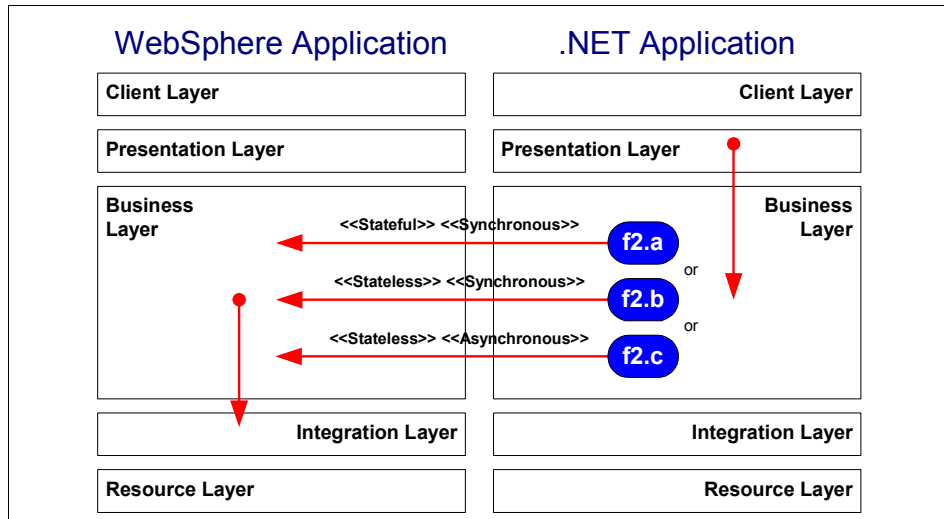 WebSphere Application
.NET Application
Client Layer
Client Layer
Presentation Layer
Presentation Layer
Business
Layer
Business
Layer
<<Stateful>> <<Synchronous>>
f2.a
or
<<Stateless>> <<Synchronous>>
f2.b
or
<<Stateless>> <<Asynchronous>>
f2.c
Integration Layer
Integration Layer
Resource Layer
Resource Layer